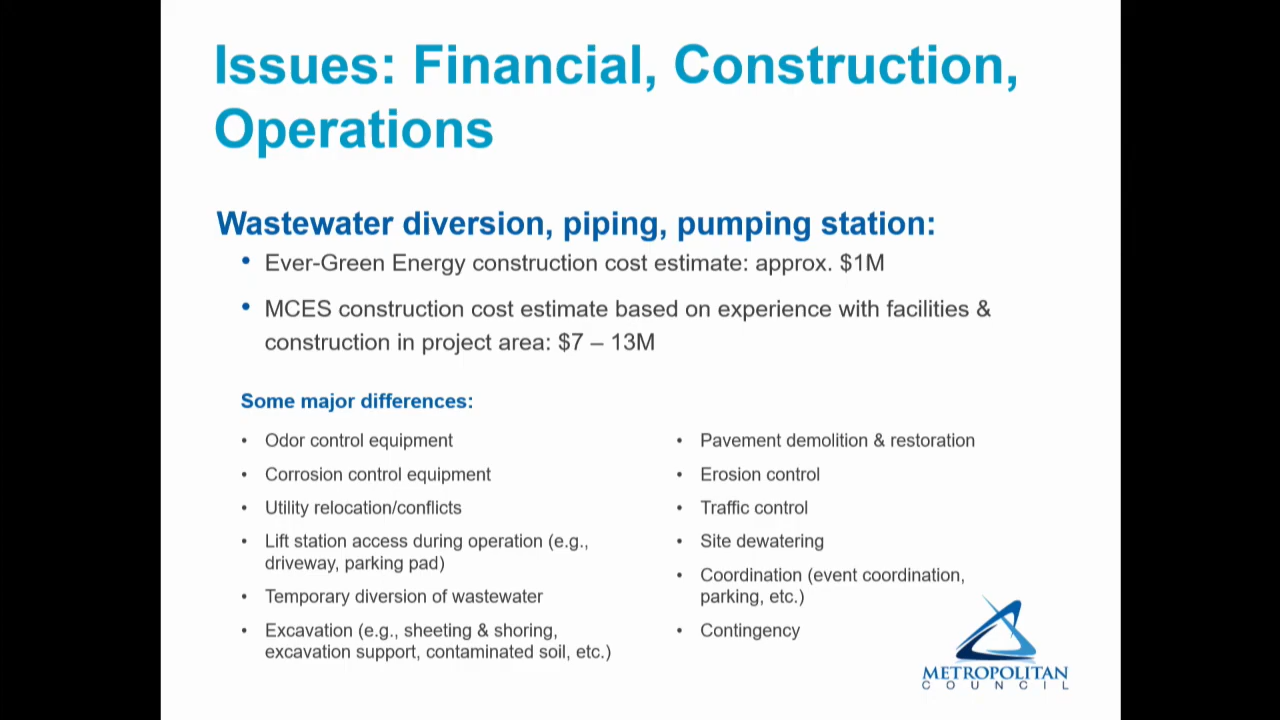 Issues: Financial, Construction,
Operations
Wastewater diversion, piping, pumping station:
• Ever-Green Energy construction cost estimate: approx. $1M
• MCES construction cost estimate based on experience with facilities &
construction in project area: $7 – 13M
Some major differences:
• Odor control equipment
• Corrosion control equipment
• Utility relocation/conflicts
• Lift station access during operation (e.g.,
driveway, parking pad)
• Temporary diversion of wastewater
• Excavation (e.g., sheeting & shoring,
excavation support, contaminated soil, etc.)
• Pavement demolition & restoration
• Erosion control
• Traffic control
• Site dewatering
• Coordination (event coordination,
parking, etc.)
• Contingency
METROPOLITAN
COUNCIL